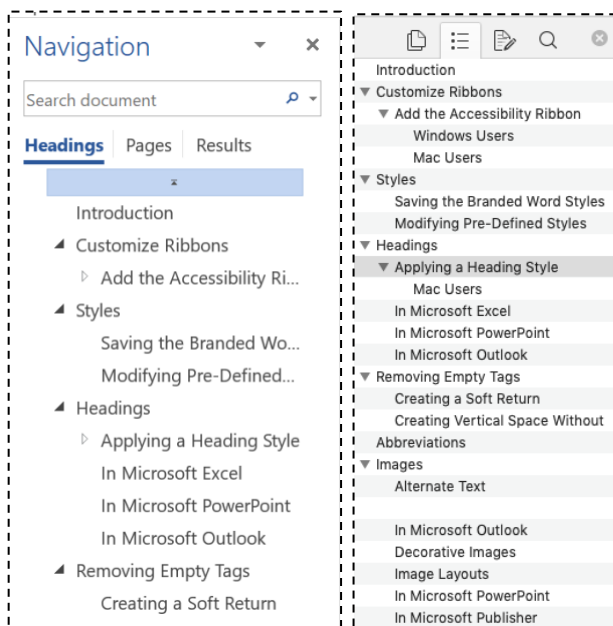 Navigation
Search document
Headings Pages Results
Introduction
Customize Ribbons
Add the Accessibility Ri...
Styles
Saving the Branded Wo...
Modifying Pre-Defined...
Headings
Applying a Heading Style
In Microsoft Excel
In Microsoft PowerPoint
In Microsoft Outlook
Removing Empty Tags
Creating a Soft Return
Introduction
Customize Ribbons
Add the Accessibility Ribbon
Windows Users
Mac Users
Styles
Saving the Branded Word Styles
Modifying Pre-Defined Styles
Headings
Applying a Heading Style
Mac Users
In Microsoft Excel
In Microsoft PowerPoint
In Microsoft Outlook
Removing Empty Tags
Creating a Soft Return
Creating Vertical Space Without
Abbreviations
Images
Alternate Text
In Microsoft Outlook
Decorative Images
Image Layouts
In Microsoft PowerPoint
In Microsoft Publisher